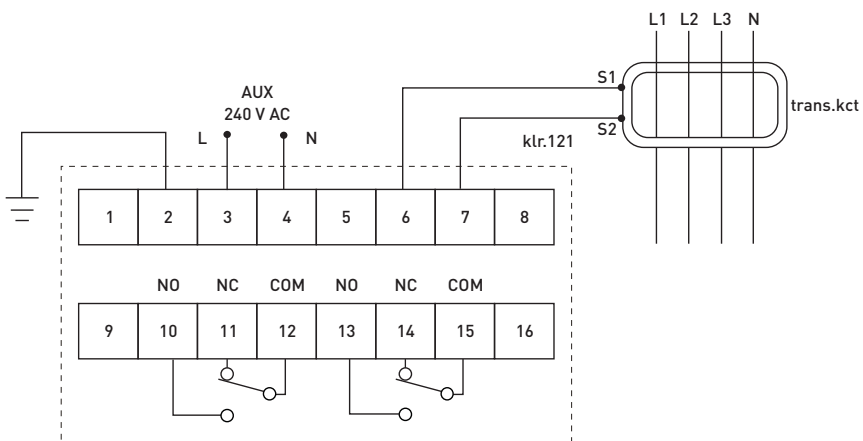 L1 L2 L3 N
S1
AUX
240 V AC
trans.kct
S2
L N
klr.121
1 2 3 4 5 6 7 8
NO NC COM NO NC COM
9 10 11 12 13 14 15 16